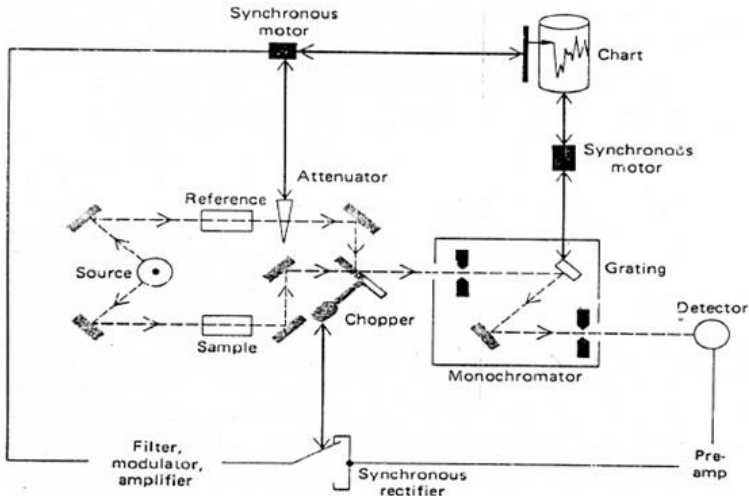 Synchronous
motor
Chart
Synchronous
motor
Attenuator
Reference
Source
Grating
Detector
Chopper
Sample
Monochromator
Filter,
modulator,
amplifier
Synchronous
rectifier
Pre-
amp